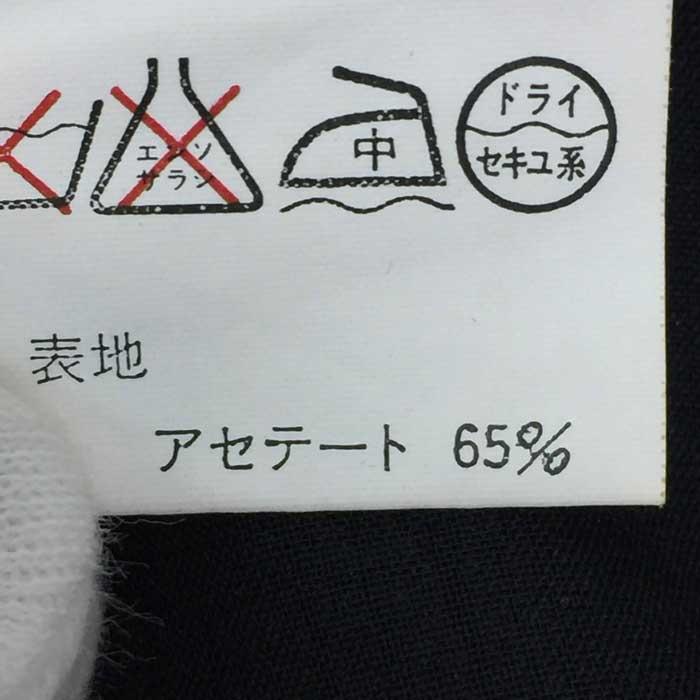 エンソ
サラシ
中
ドライ
セキユ系
表地
アセテート 65%